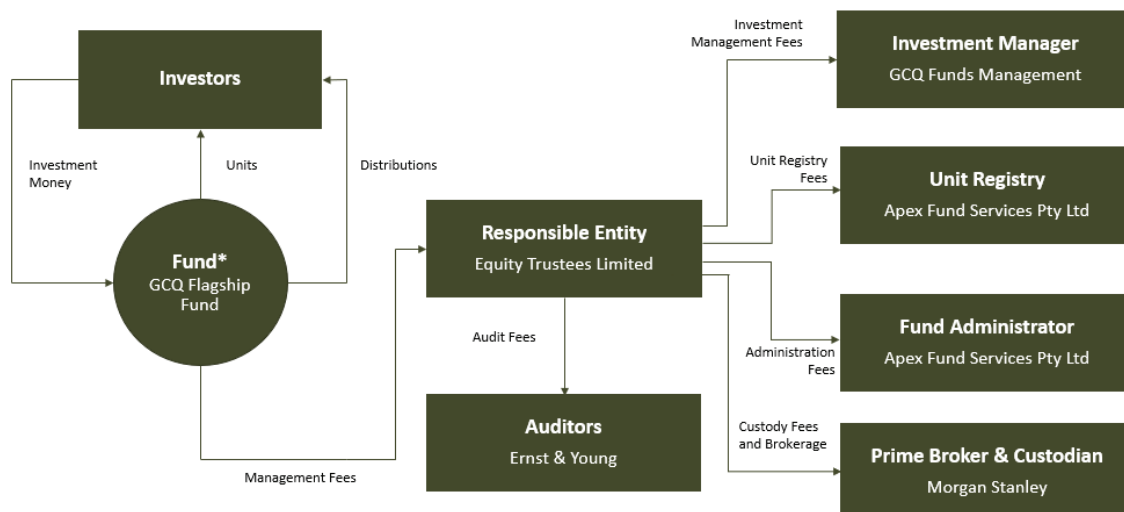 Investors
Investment
Money
Units
Distributions
Fund*
GCQ Flagship
Fund
Management Fees
Responsible Entity
Equity Trustees Limited
Audit Fees
Auditors
Ernst & Young
Investment
Management Fees
Investment Manager
GCQ Funds Management
Unit Registry
Fees
Unit Registry
Apex Fund Services Pty Ltd
Administration
Fees
Fund Administrator
Apex Fund Services Pty Ltd
Custody Fees
and Brokerage
Prime Broker & Custodian
Morgan Stanley